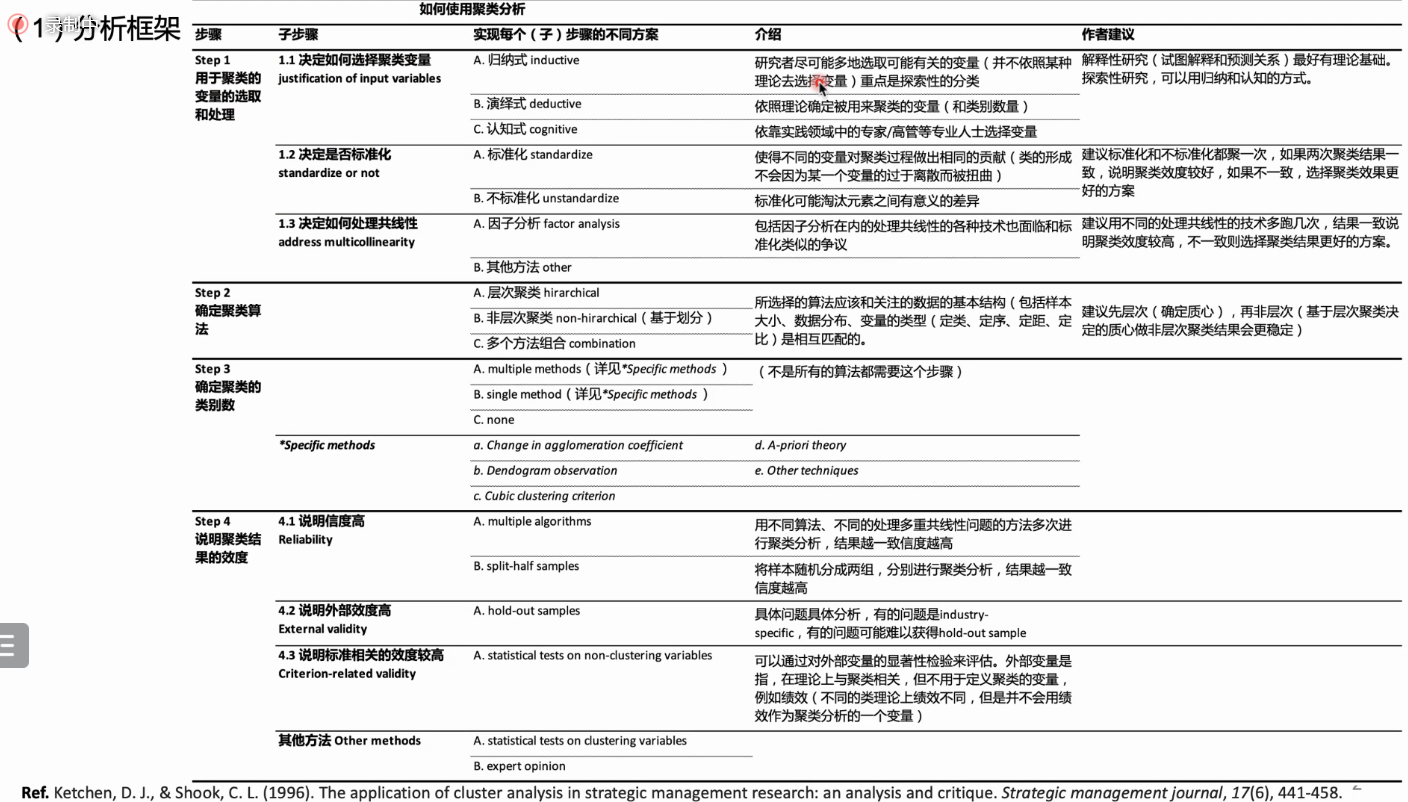 如何使用聚类分析
（1）分析框架
录制中
步骤 子步骤 实现每个（子）步骤的不同方案 介绍 作者建议
Step 1
用于聚类的
变量的选取
和处理
1.1 决定如何选择聚类变量
justification of input variables
A. 归纳式 inductive
研究者尽可能多地选取可能有关的变量（并不依照某种
理论去选择变量）重点是探索性的分类
解释性研究（试图解释和预测关系）最好有理论基础。
探索性研究，可以用归纳和认知的方式。
B. 演绎式 deductive
依照理论确定被用来聚类的变量（和类别数量）
C. 认知式 cognitive
依靠实践领域中的专家/高管等专业人士选择变量
1.2 决定是否标准化
standardize or not
A. 标准化 standardize
使得不同的变量对聚类过程做出相同的贡献（类的形成
不会因为某一个变量的过于离散而被扭曲）
建议标准化和不标准化都聚一次，如果两次聚类结果一
致，说明聚类效度较好，如果不一致，选择聚类效果更
好的方案
B. 不标准化 unstandardize
标准化可能淘汰元素之间有意义的差异
1.3 决定如何处理共线性
address multicollinearity
A. 因子分析 factor analysis
包括因子分析在内的处理共线性的各种技术也面临和标
准化类似的争议
建议用不同的处理共线性的技术多跑几次，结果一致说
明聚类效度较高，不一致则选择聚类结果更好的方案。
B. 其他方法 other
Step 2
确定聚类算
法
A. 层次聚类 hirarchical
B. 非层次聚类 non-hirarchical（基于划分）
C. 多个方法组合 combination
所选择的算法应该和关注的数据的基本结构（包括样本
大小、数据分布、变量的类型（定类、定序、定距、定
比）是相互匹配的。
建议先层次（确定质心），再非层次（基于层次聚类决
定的质心做非层次聚类结果会更稳定）
Step 3
确定聚类的
类别数
A. multiple methods（详见*Specific methods ）
（不是所有的算法都需要这个步骤）
B. single method（详见*Specific methods ）
C. none
*Specific methods
a. Change in agglomeration coefficient
d. A-priori theory
b. Dendogram observation
e. Other techniques
c. Cubic clustering criterion
Step 4
说明聚类结
果的效度
4.1 说明信度高
Reliability
A. multiple algorithms
用不同算法、不同的处理多重共线性问题的方法多次进
行聚类分析，结果越一致信度越高
B. split-half samples
将样本随机分成两组，分别进行聚类分析，结果越一致
信度越高
4.2 说明外部效度高
External validity
A. hold-out samples
具体问题具体分析，有的问题是industry-
specific，有的问题可能难以获得hold-out sample
4.3 说明标准相关的效度较高
Criterion-related validity
A. statistical tests on non-clustering variables
可以通过对外部变量的显著性检验来评估。外部变量是
指，在理论上与聚类相关，但不用于定义聚类的变量，
例如绩效（不同的类理论上绩效不同，但是并不会用绩
效作为聚类分析的一个变量）
其他方法 Other methods
A. statistical tests on clustering variables
B. expert opinion
Ref. Ketchen, D. J., & Shook, C. L. (1996). The application of cluster analysis in strategic management research: an analysis and critique. Strategic management journal, 17(6), 441-458.